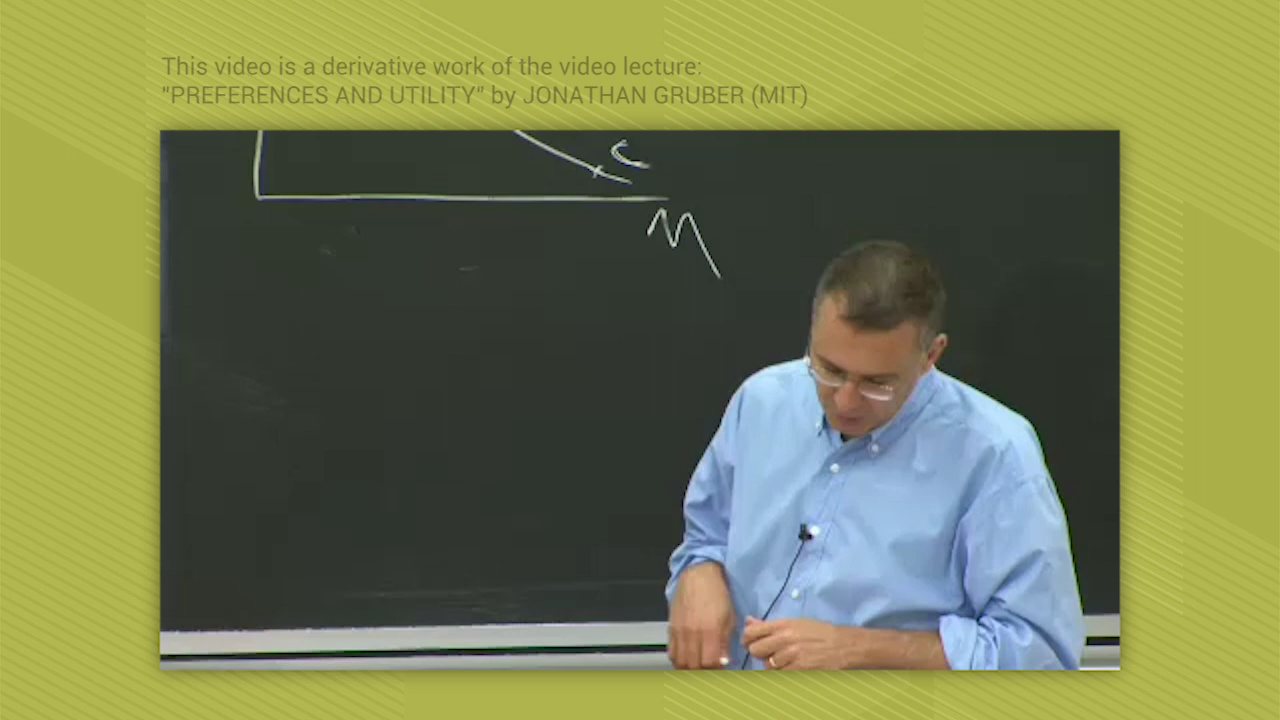 This video is a derivative work of the video lecture:
"PREFERENCES AND UTILITY" by JONATHAN GRUBER (MIT)
C
M